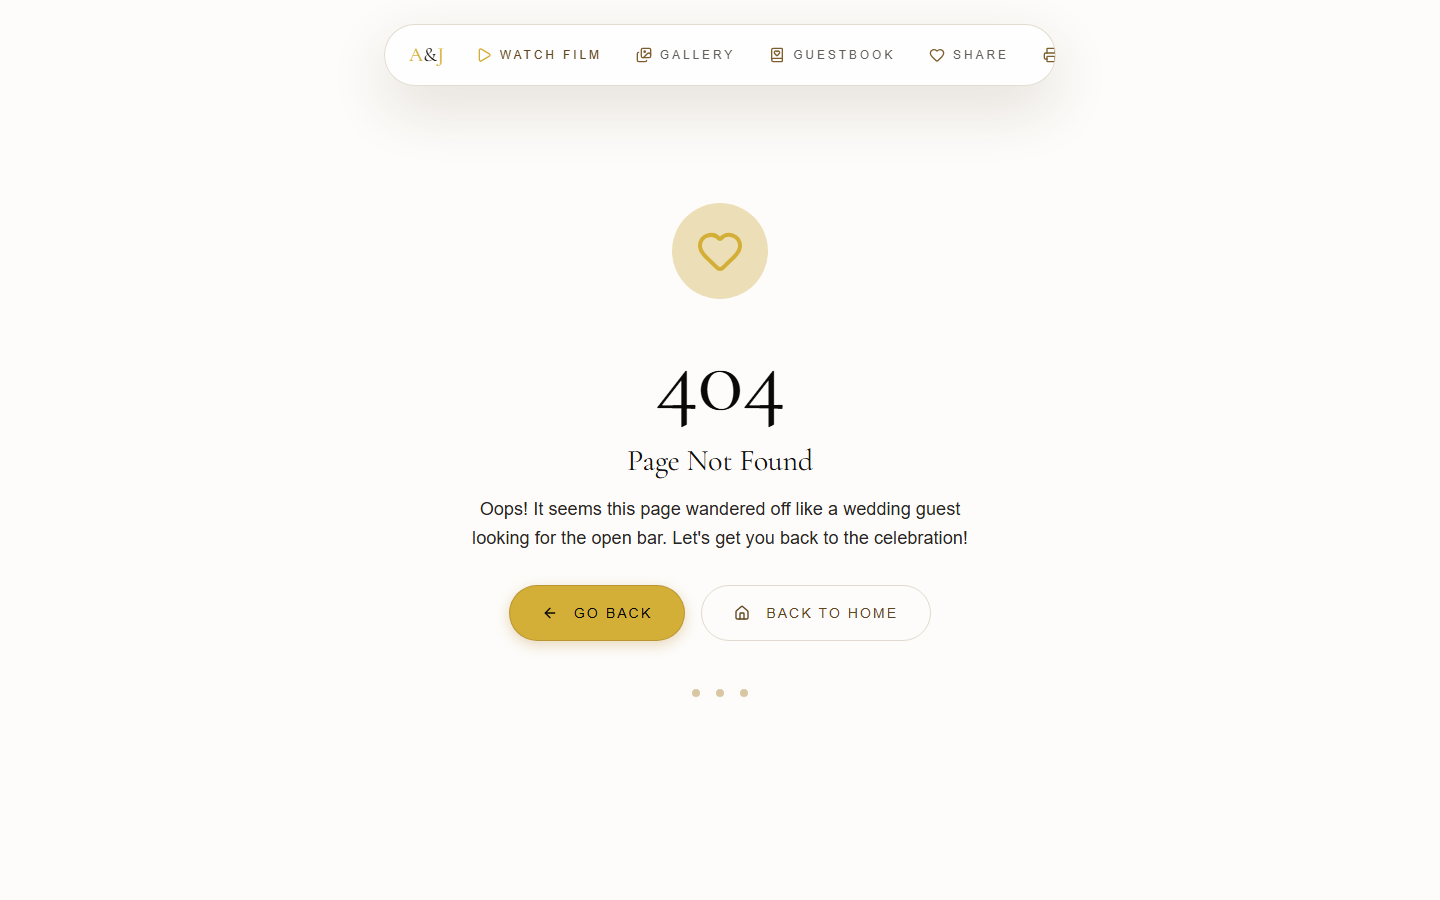 A&J
WATCH FILM
GALLERY
GUESTBOOK
SHARE
404
Page Not Found
Oops! It seems this page wandered off like a wedding guest
looking for the open bar. Let's get you back to the celebration!
GO BACK
BACK TO HOME